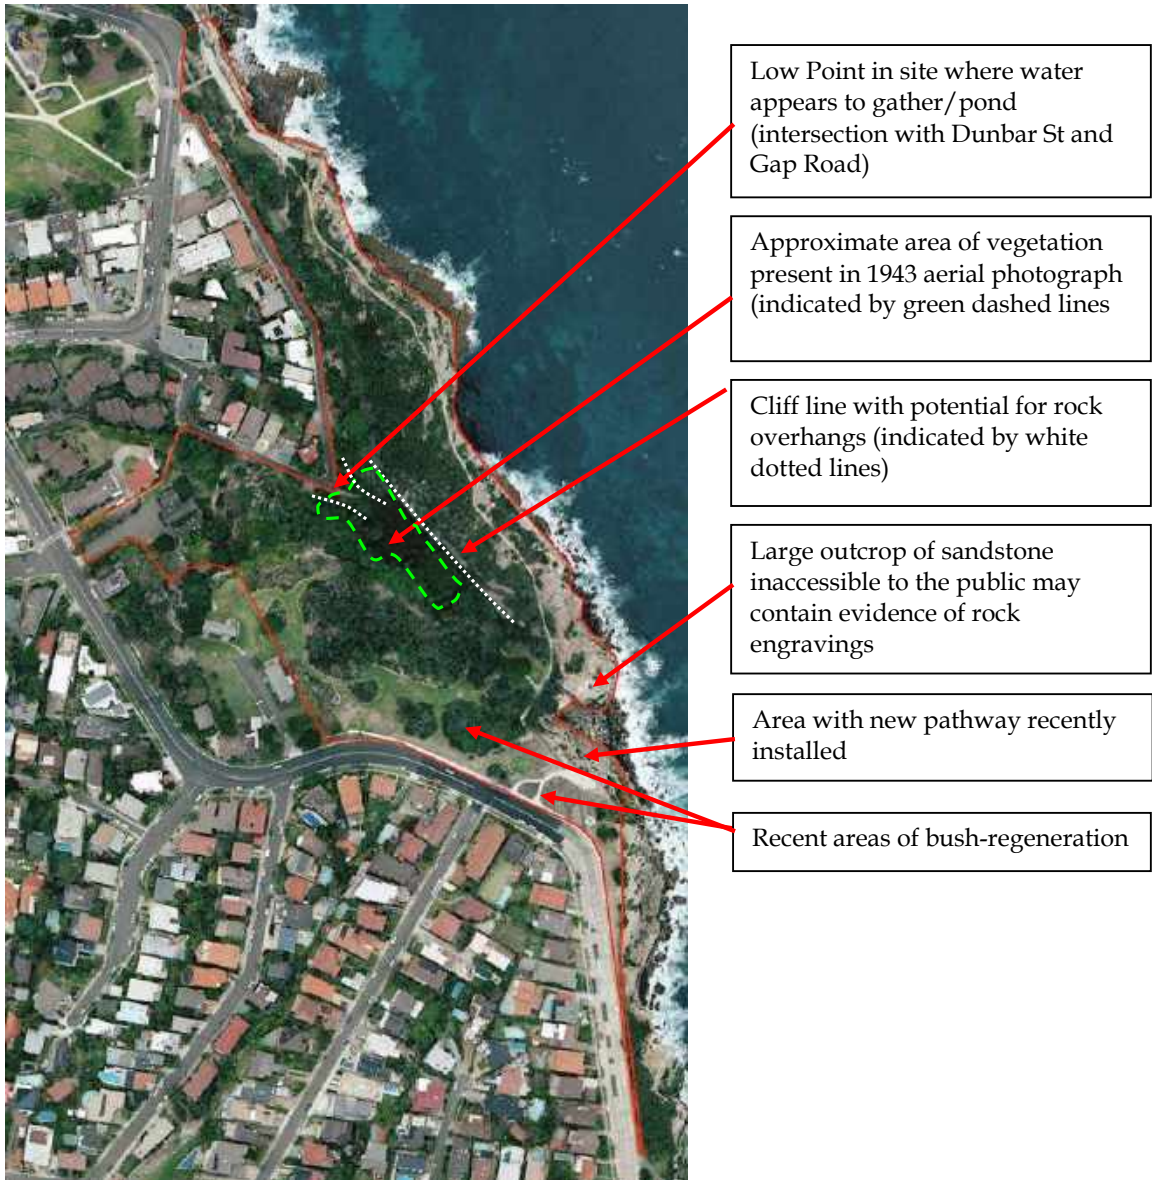 Low Point in site where water
appears to gather/pond
(intersection with Dunbar St and
Gap Road)
Approximate area of vegetation
present in 1943 aerial photograph
(indicated by green dashed lines
Cliff line with potential for rock
overhangs (indicated by white
dotted lines)
Large outcrop of sandstone
inaccessible to the public may
contain evidence of rock
engravings
Area with new pathway recently
installed
Recent areas of bush-regeneration